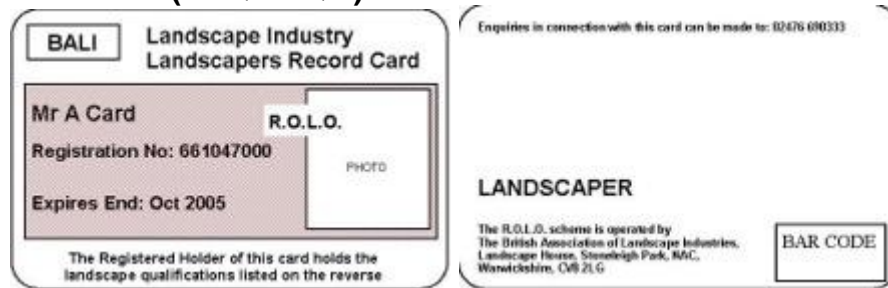 BALI
Landscape Industry
Landscapers Record Card
Mr A Card
R.O.L.O.
Registration No: 661047000
PHOTO
Expires End: Oct 2005
The Registered Holder of this card holds the
landscape qualifications listed on the reverse
Enquiries in connection with this card can be made to: 02476 690333
LANDSCAPER
The R.O.L.O. scheme is operated by
The British Association of Landscape Industries,
Landscape House, Stoneleigh Park, NAC,
Warwickshire, CV8 2LG
BAR CODE